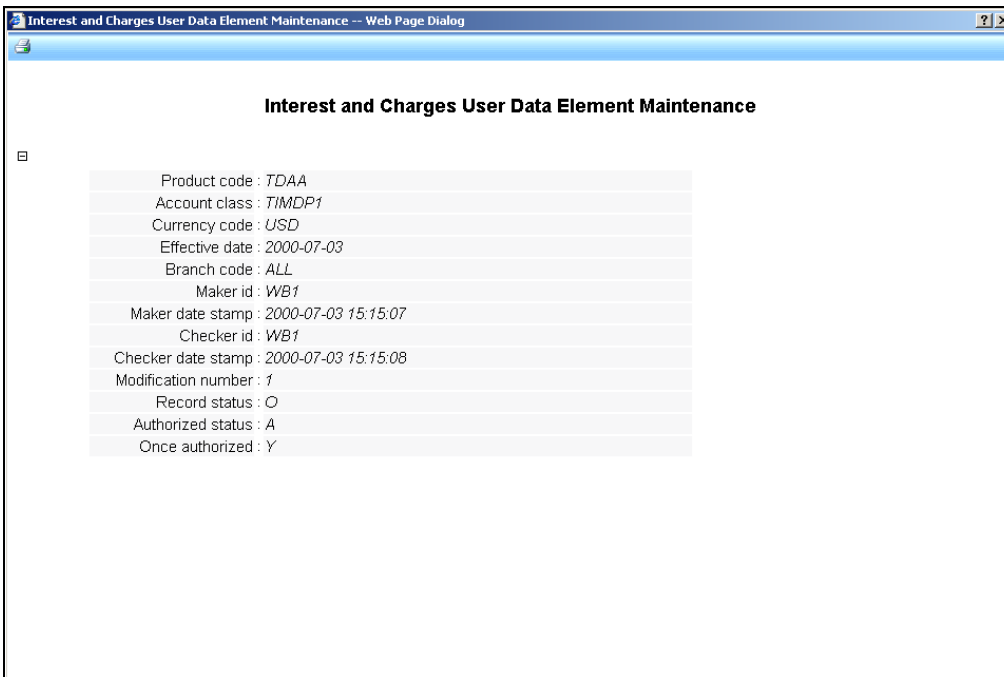 Interest and Charges User Data Element Maintenance -- Web Page Dialog
Interest and Charges User Data Element Maintenance
Product code : TDAA
Account class : TIMDP1
Currency code : USD
Effective date : 2000-07-03
Branch code : ALL
Maker id : WB1
Maker date stamp : 2000-07-03 15:15:07
Checker id : WB1
Checker date stamp : 2000-07-03 15:15:08
Modification number : 1
Record status : O
Authorized status : A
Once authorized : Y